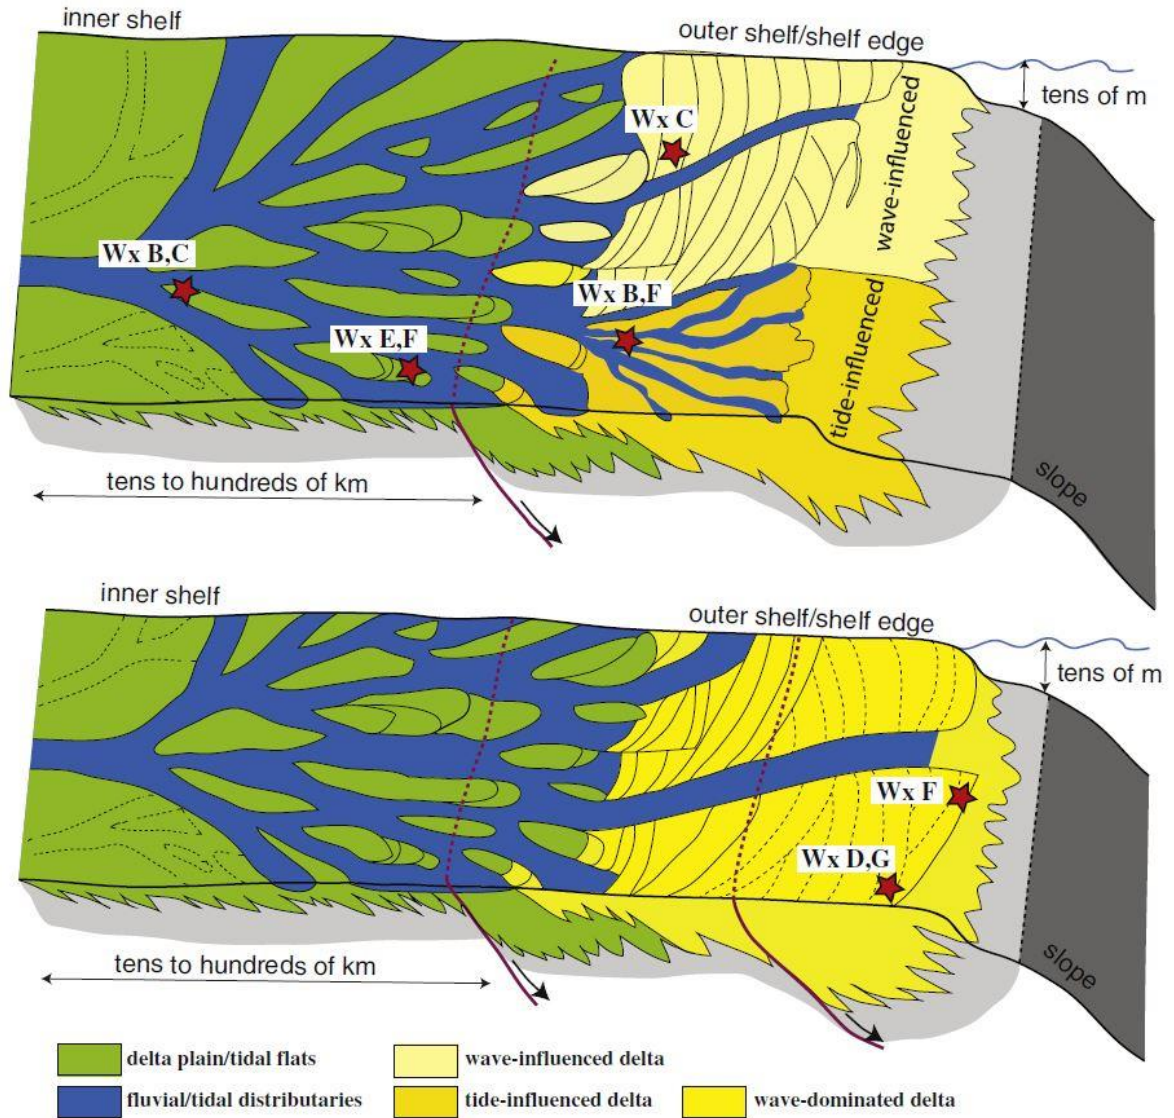 inner shelf
outer shelf/shelf edge
tens of m
Wx C
wave-influenced
Wx B,C
Wx B,F
Wx E,F
tide-influenced
slope
tens to hundreds of km
inner shelf
outer shelf/shelf edge
tens of m
Wx F
Wx D,G
slope
tens to hundreds of km
delta plain/tidal flats
wave-influenced delta
fluvial/tidal distributaries
tide-influenced delta
wave-dominated delta